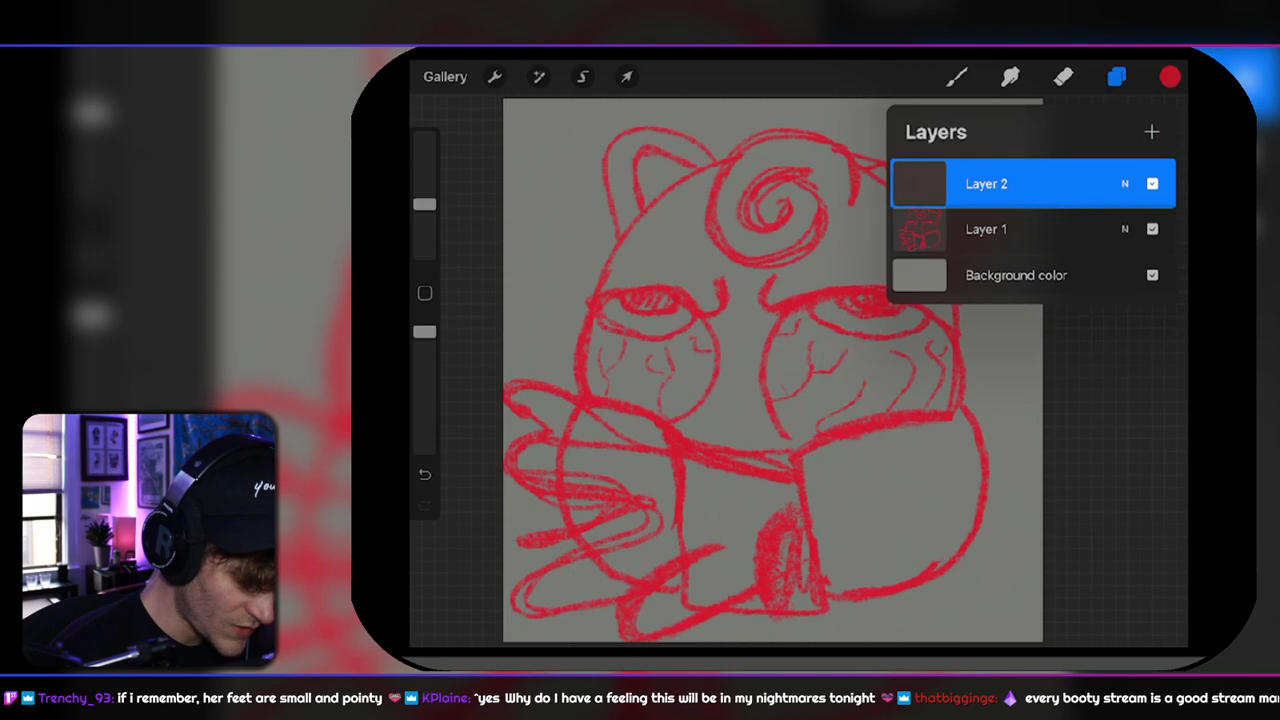 Gallery
Layers
Layer 2 N
Layer 1 N
Background color
you
R
Trenchy_93: if i remember, her feet are small and pointy KPlaine: ^yes Why do I have a feeling this will be in my nightmares tonight thatbigginge: every booty stream is a good stream